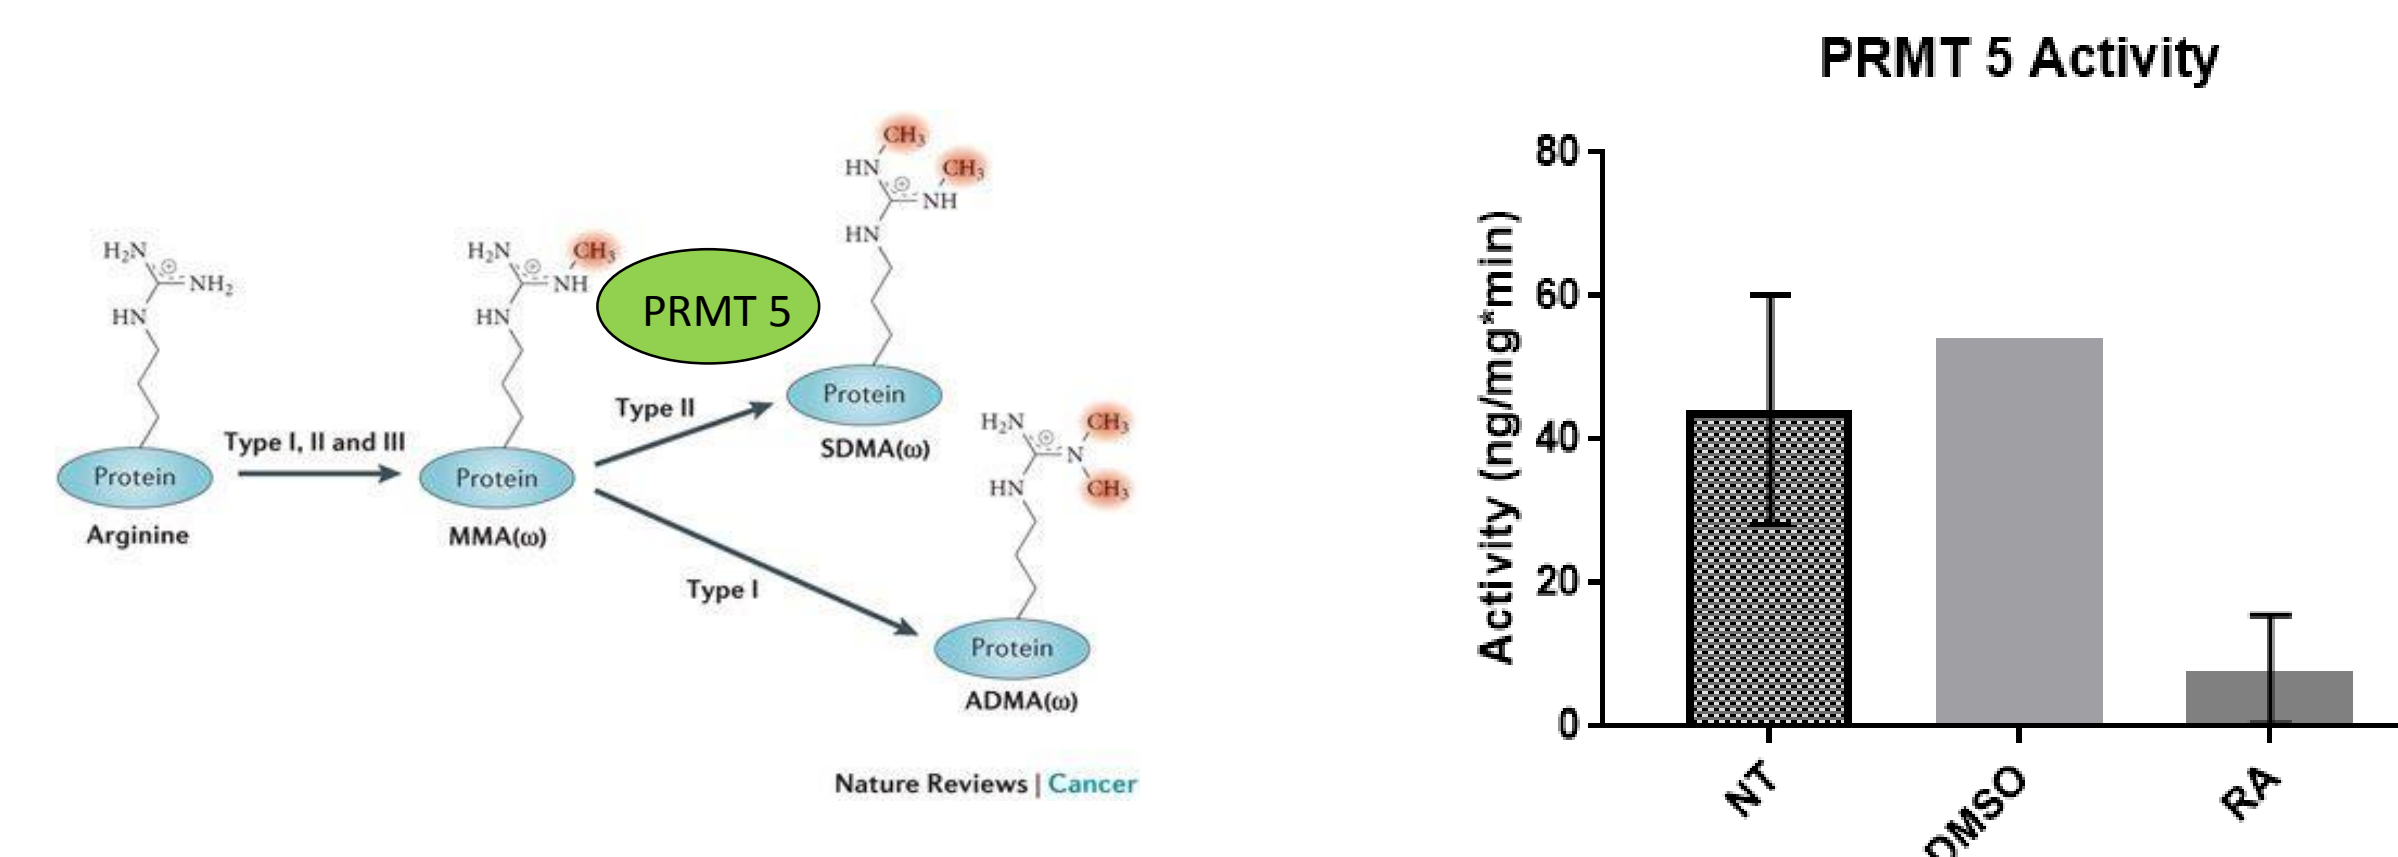 H₂N
NH₂
HN
Protein
Arginine
Type I, II and III
H₂N
CH₃
NH
HN
Protein
MMA(ω)
PRMT 5
Type II
Type I
CH₃
HN
CH₃
NH
HN
Protein
SDMA(ω)
H₂N
CH₃
N
HN
CH₃
Protein
ADMA(ω)
Nature Reviews | Cancer
PRMT 5 Activity
Activity (ng/mg*min)
80
60
40
20
0
NT
DMSO
RA